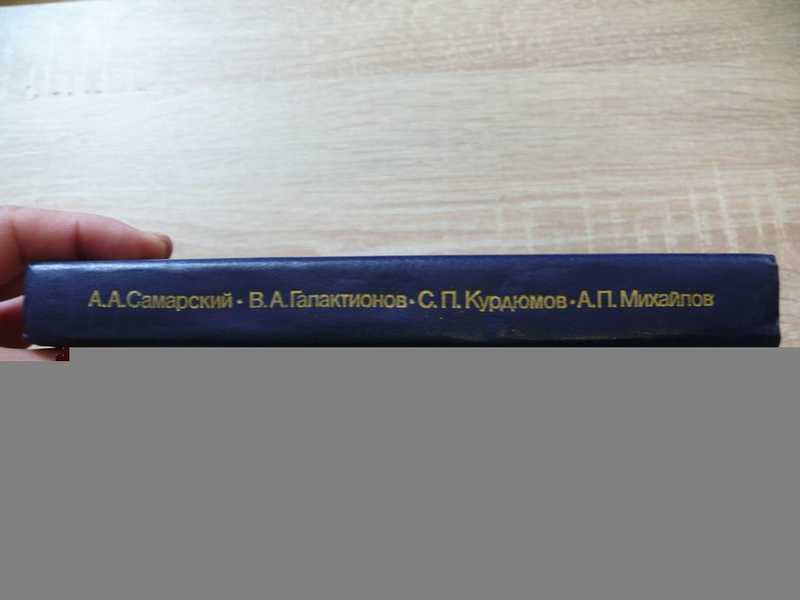 А.А.Самарский · В.А.Галактионов · С.П.Курдюмов · А.П.Михайлов